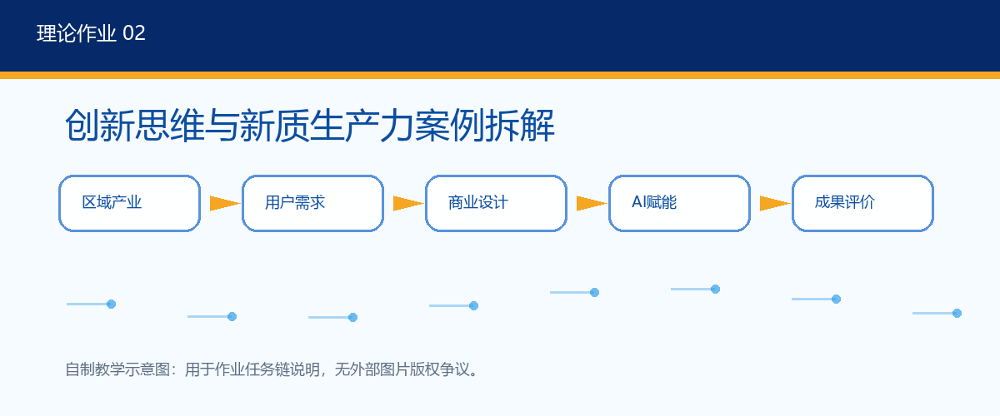 理论作业 02
创新思维与新质生产力案例拆解
区域产业
用户需求
商业设计
AI赋能
成果评价
自制教学示意图：用于作业任务链说明，无外部图片版权争议。